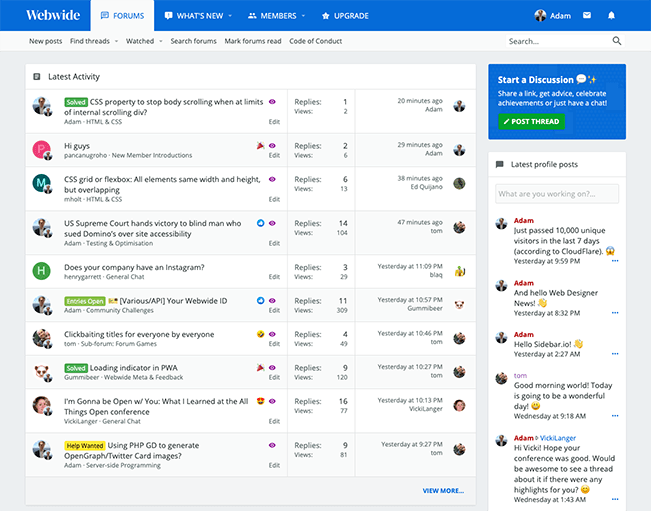 Webwide
FORUMS
WHAT'S NEW
MEMBERS
UPGRADE
Adam
New posts
Find threads
Watched
Search forums
Mark forums read
Code of Conduct
Search...
Latest Activity
Solved CSS property to stop body scrolling when at limits
of internal scrolling div?
Adam · HTML & CSS
Edit
Replies: 1
Views: 2
20 minutes ago
Adam
P
Hi guys
pancanugroho · New Member Introductions
Edit
Replies: 2
Views: 6
29 minutes ago
Adam
M
CSS grid or flexbox: All elements same width and height,
but overlapping
mholt · HTML & CSS
Edit
Replies: 6
Views: 13
38 minutes ago
Ed Quijano
US Supreme Court hands victory to blind man who
sued Domino's over site accessibility
Adam · Testing & Optimisation
Edit
Replies: 14
Views: 104
47 minutes ago
tom
H
Does your company have an Instagram?
henrygarrett · General Chat
Edit
Replies: 3
Views: 29
Yesterday at 11:09 PM
blaq
Entries Open [Various/API] Your Webwide ID
Adam · Community Challenges
Edit
Replies: 11
Views: 309
Yesterday at 10:57 PM
Gummibeer
Clickbaiting titles for everyone by everyone
tom · Sub-forum: Forum Games
Edit
Replies: 4
Views: 49
Yesterday at 10:46 PM
tom
Solved Loading indicator in PWA
Gummibeer · Webwide Meta & Feedback
Edit
Replies: 9
Views: 120
Yesterday at 10:27 PM
tom
I'm Gonna be Open w/ You: What I Learned at the All
Things Open conference
VickiLanger · General Chat
Edit
Replies: 16
Views: 77
Yesterday at 10:13 PM
VickiLanger
Help Wanted Using PHP GD to generate
OpenGraph/Twitter Card images?
Adam · Server-side Programming
Edit
Replies: 9
Views: 81
Yesterday at 9:27 PM
tom
VIEW MORE...
Start a Discussion 💬✨
Share a link, get advice, celebrate
achievements or just have a chat!
POST THREAD
Latest profile posts
What are you working on?...
Adam
Just passed 10,000 unique
visitors in the last 7 days
(according to CloudFlare). 😱
Yesterday at 9:59 PM
Adam
And hello Web Designer
News! 👋
Yesterday at 8:32 PM
Adam
Hello Sidebar.io! 👋
Yesterday at 2:27 AM
tom
Good morning world! Today
is going to be a wonderful
day! 😃
Wednesday at 9:18 AM
Adam VickiLanger
Hi Vicki! Hope your
conference was good. Would
be awesome to see a thread
about it if there were any
highlights for you? 😊
Wednesday at 1:43 AM